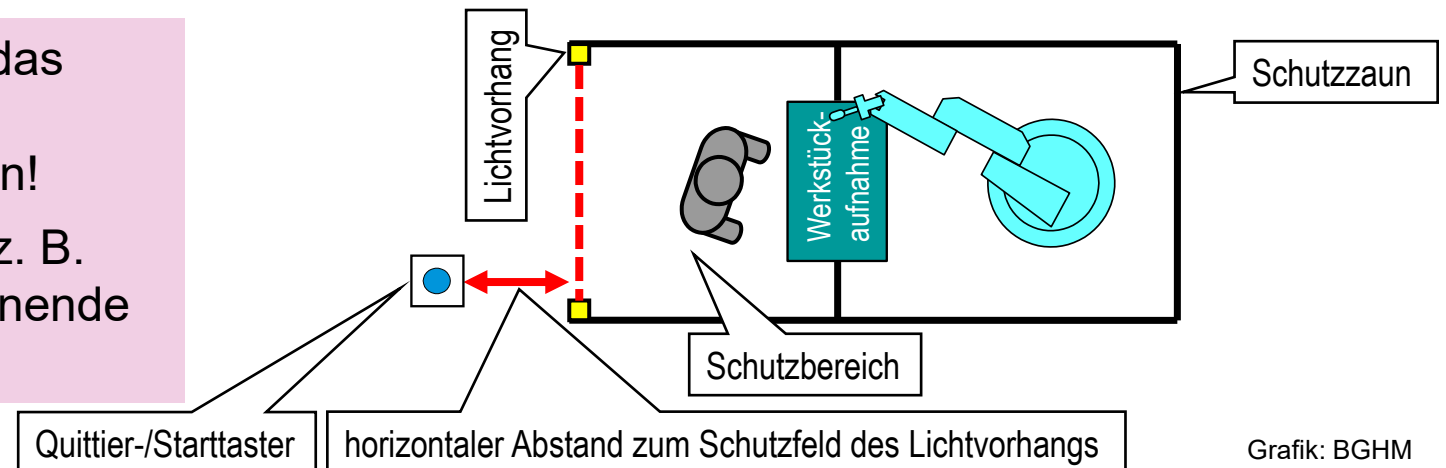 das
n!
z. B.
nende
Lichtvorhang
Werkstück-
aufnahme
Schutzzaun
Schutzbereich
Quittier-/Starttaster
horizontaler Abstand zum Schutzfeld des Lichtvorhangs
Grafik: BGHM